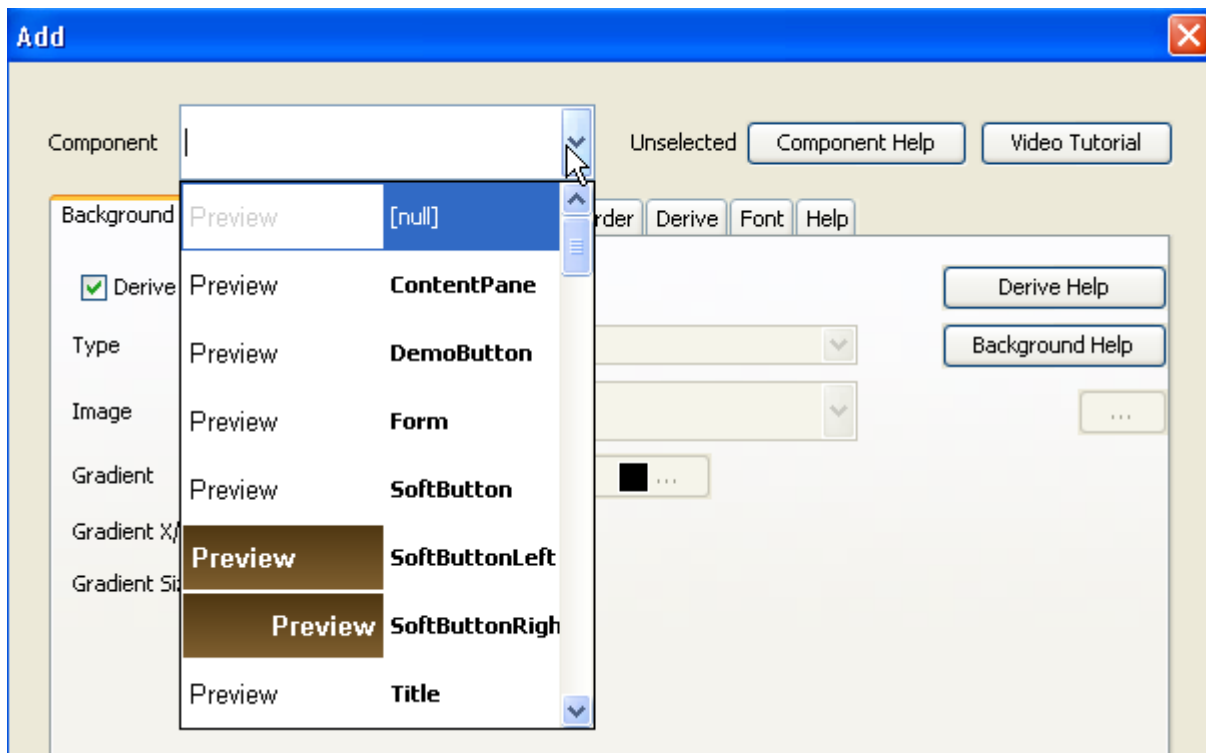 Add
Component
Unselected
Component Help
Video Tutorial
Background
rder
Derive
Font
Help
Preview [null]
Derive
Preview ContentPane
Derive Help
Type
Preview DemoButton
Background Help
Image
Preview Form
...
Gradient
Preview SoftButton
...
Gradient X/
Preview SoftButtonLeft
Gradient Si
Preview SoftButtonRigh
Preview Title